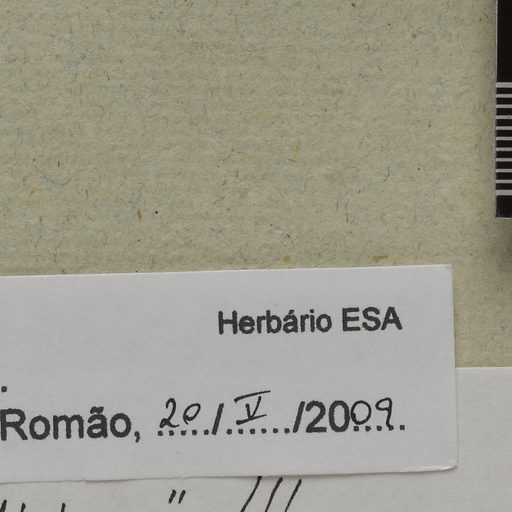 Herbário ESA
Romão, 20/V/2009.
"